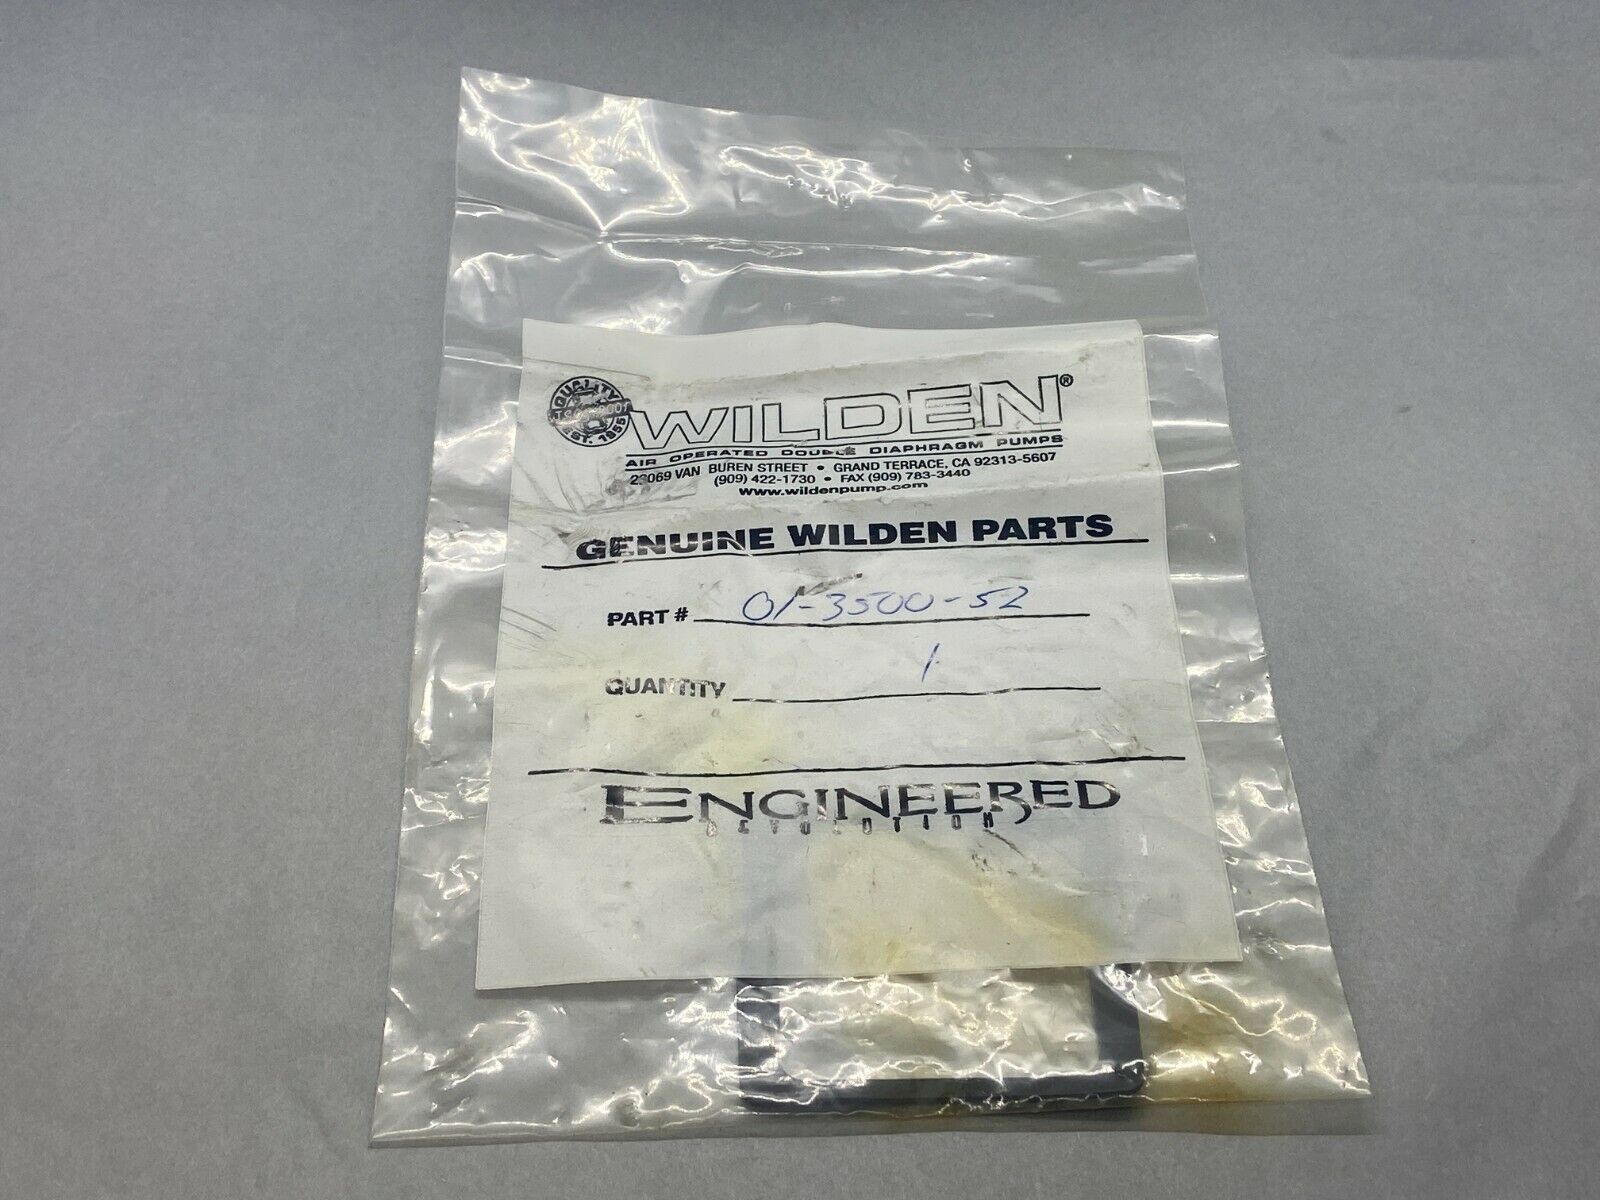 QUALITY
EST. 1955
WILDEN®
AIR OPERATED DOUBLE DIAPHRAGM PUMPS
22069 VAN BUREN STREET • GRAND TERRACE, CA 92313-5607
(909) 422-1730 • FAX (909) 783-3440
www.wildenpump.com
GENUINE WILDEN PARTS
PART # 01-3500-52
QUANTITY 1
ENGINEERED
EVOLUTION